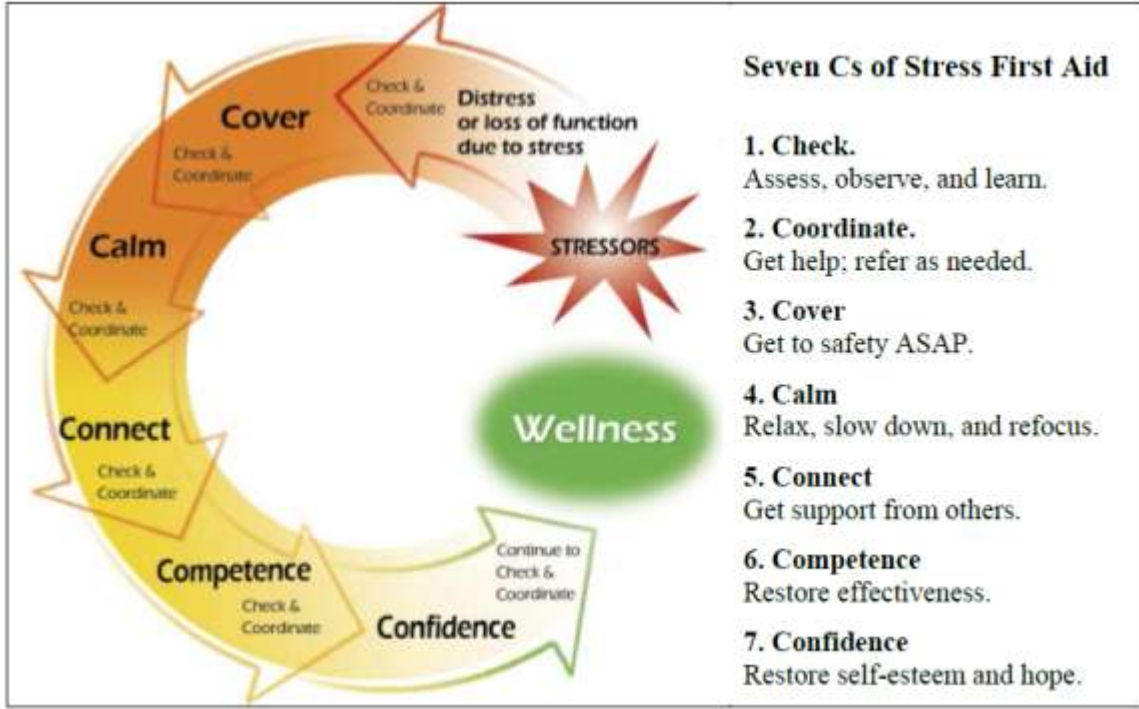 Check &
Coordinate
Distress
or loss of function
due to stress
STRESSORS
Cover
Check &
Coordinate
Calm
Check &
Coordinate
Connect
Check &
Coordinate
Competence
Check &
Coordinate
Confidence
Continue to
Check &
Coordinate
Wellness
Seven Cs of Stress First Aid
1. Check.
Assess, observe, and learn.
2. Coordinate.
Get help; refer as needed.
3. Cover
Get to safety ASAP.
4. Calm
Relax, slow down, and refocus.
5. Connect
Get support from others.
6. Competence
Restore effectiveness.
7. Confidence
Restore self-esteem and hope.